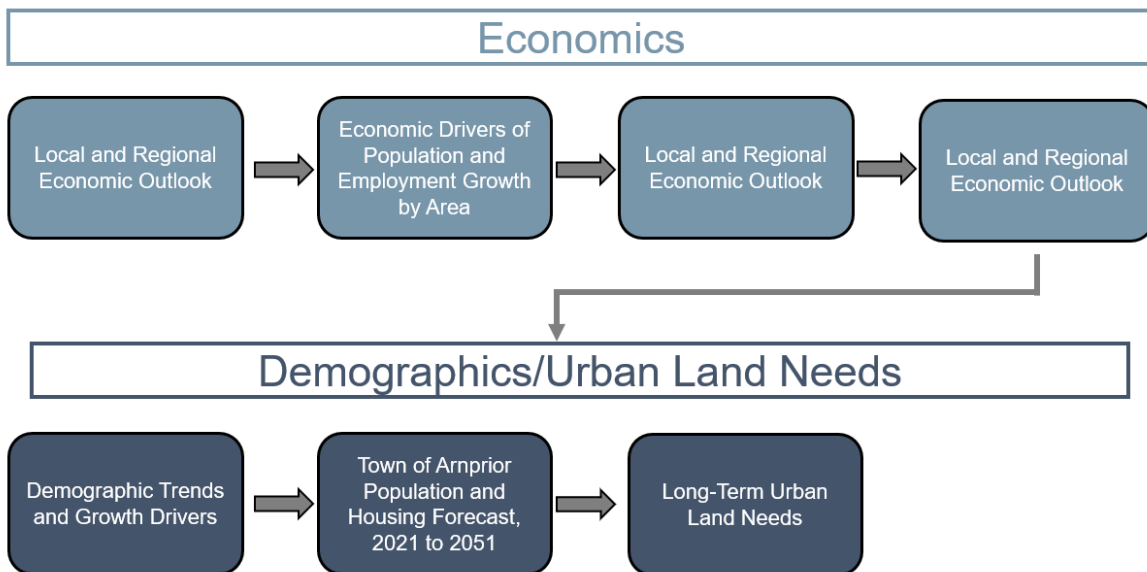 Economics
Local and Regional
Economic Outlook
Economic Drivers of
Population and
Employment Growth
by Area
Local and Regional
Economic Outlook
Local and Regional
Economic Outlook
Demographics/Urban Land Needs
Demographic Trends
and Growth Drivers
Town of Arnprior
Population and
Housing Forecast,
2021 to 2051
Long-Term Urban
Land Needs